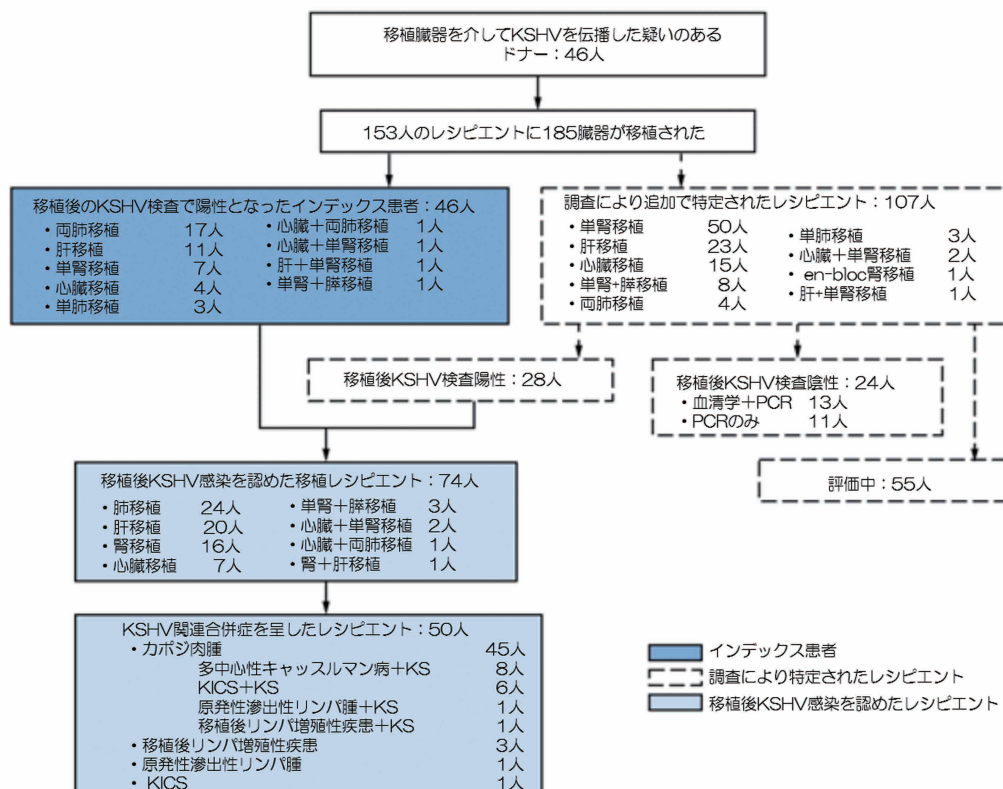 移植臓器を介してKSHVを伝播した疑いのある
ドナー：46人
153人のレシピエントに185臓器が移植された
移植後のKSHV検査で陽性となったインデックス患者：46人
・両肺移植 17人
・肝移植 11人
・単腎移植 7人
・心臓移植 4人
・単肺移植 3人
・心臓＋両肺移植 1人
・心臓＋単腎移植 1人
・肝＋単腎移植 1人
・単腎＋膵移植 1人
調査により追加で特定されたレシピエント：107人
・単腎移植 50人
・肝移植 23人
・心臓移植 15人
・単腎+膵移植 8人
・両肺移植 4人
・単肺移植 3人
・心臓＋単腎移植 2人
・en-bloc腎移植 1人
・肝+単腎移植 1人
移植後KSHV検査陽性：28人
移植後KSHV検査陰性：24人
・血清学＋PCR 13人
・PCRのみ 11人
評価中：55人
移植後KSHV感染を認めた移植レシピエント：74人
・肺移植 24人
・肝移植 20人
・腎移植 16人
・心臓移植 7人
・単腎＋膵移植 3人
・心臓＋単腎移植 2人
・心臓＋両肺移植 1人
・腎＋肝移植 1人
KSHV関連合併症を呈したレシピエント：50人
・カポジ肉腫 45人
多中心性キャッスルマン病＋KS 8人
KICS＋KS 6人
原発性滲出性リンパ腫＋KS 1人
移植後リンパ増殖性疾患＋KS 1人
・移植後リンパ増殖性疾患 3人
・原発性滲出性リンパ腫 1人
・KICS 1人
インデックス患者
調査により特定されたレシピエント
移植後KSHV感染を認めたレシピエント